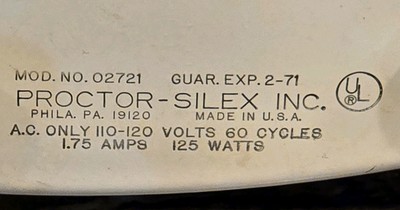 MOD. NO. 02721 GUAR. EXP. 2-71
PROCTOR-SILEX INC. UL ®
PHILA. PA. 19120 MADE IN U.S.A.
A.C. ONLY 110-120 VOLTS 60 CYCLES
1.75 AMPS 125 WATTS